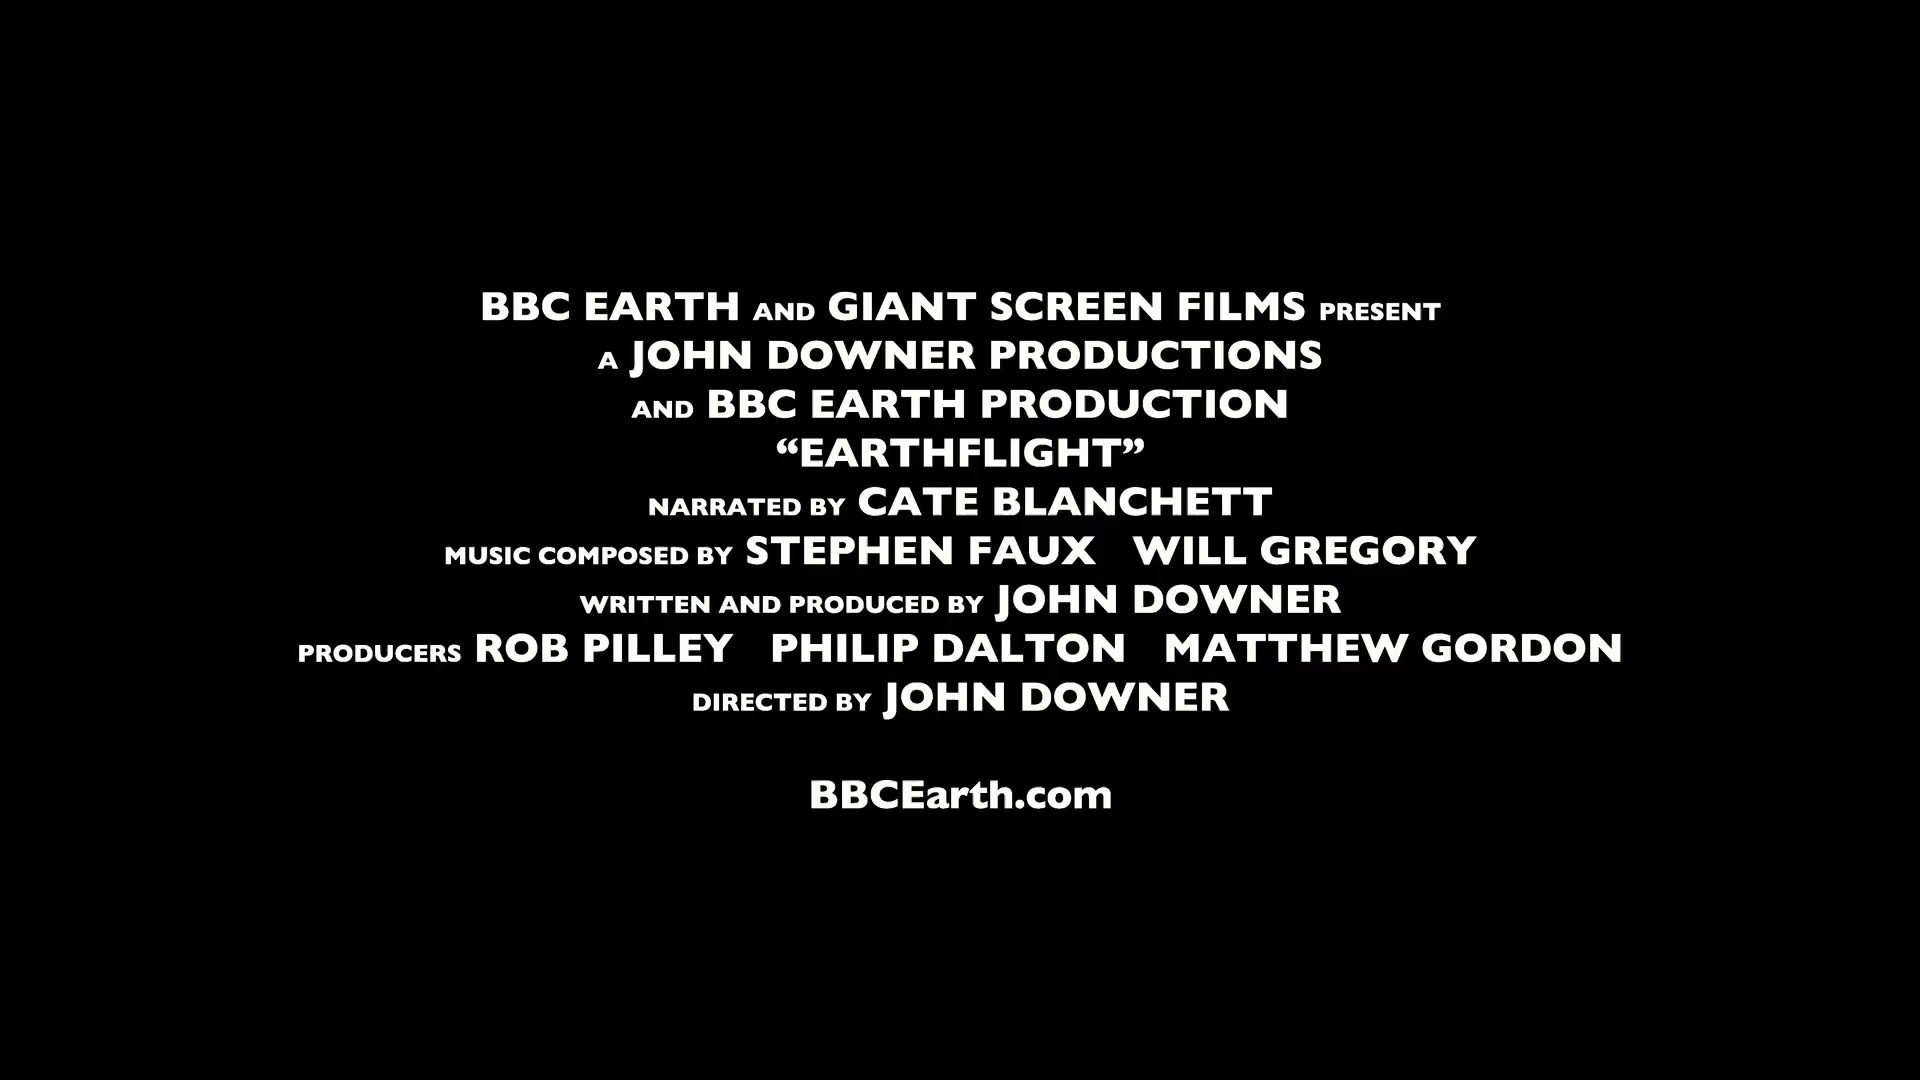 BBC EARTH AND GIANT SCREEN FILMS PRESENT
A JOHN DOWNER PRODUCTIONS
AND BBC EARTH PRODUCTION
“EARTHFLIGHT”
NARRATED BY CATE BLANCHETT
MUSIC COMPOSED BY STEPHEN FAUX WILL GREGORY
WRITTEN AND PRODUCED BY JOHN DOWNER
PRODUCERS ROB PILLEY PHILIP DALTON MATTHEW GORDON
DIRECTED BY JOHN DOWNER
BBCEarth.com